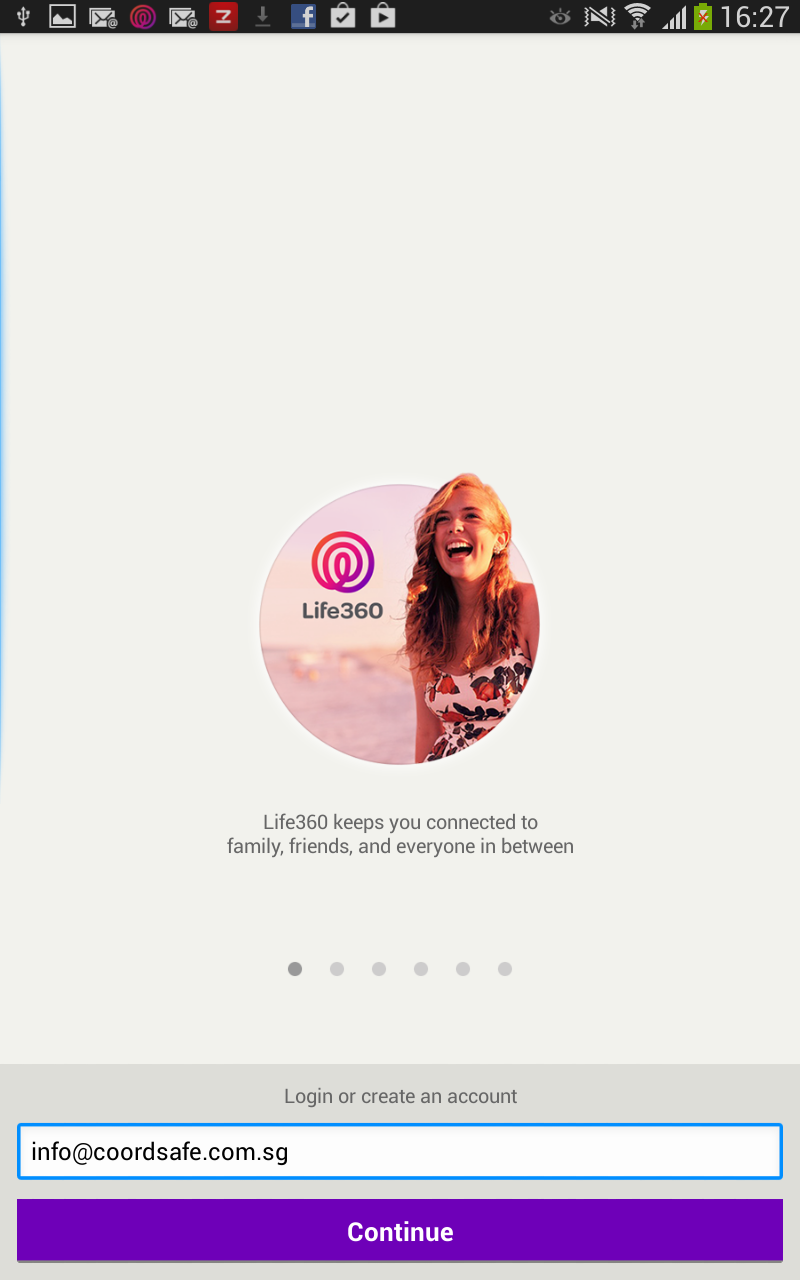 16:27
Life360
Life360 keeps you connected to
family, friends, and everyone in between
Login or create an account
info@coordsafe.com.sg
Continue